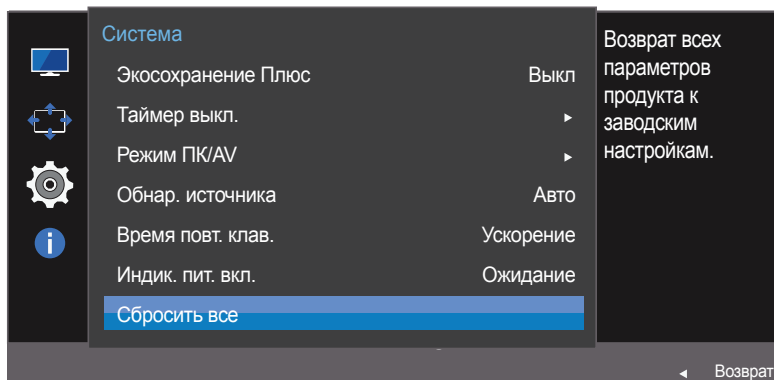 Система
Экосохранение Плюс Выкл
Таймер выкл.
Режим ПК/AV
Обнар. источника Авто
Время повт. клав. Ускорение
Индик. пит. вкл. Ожидание
Сбросить все
Возврат всех
параметров
продукта к
заводским
настройкам.
Возврат